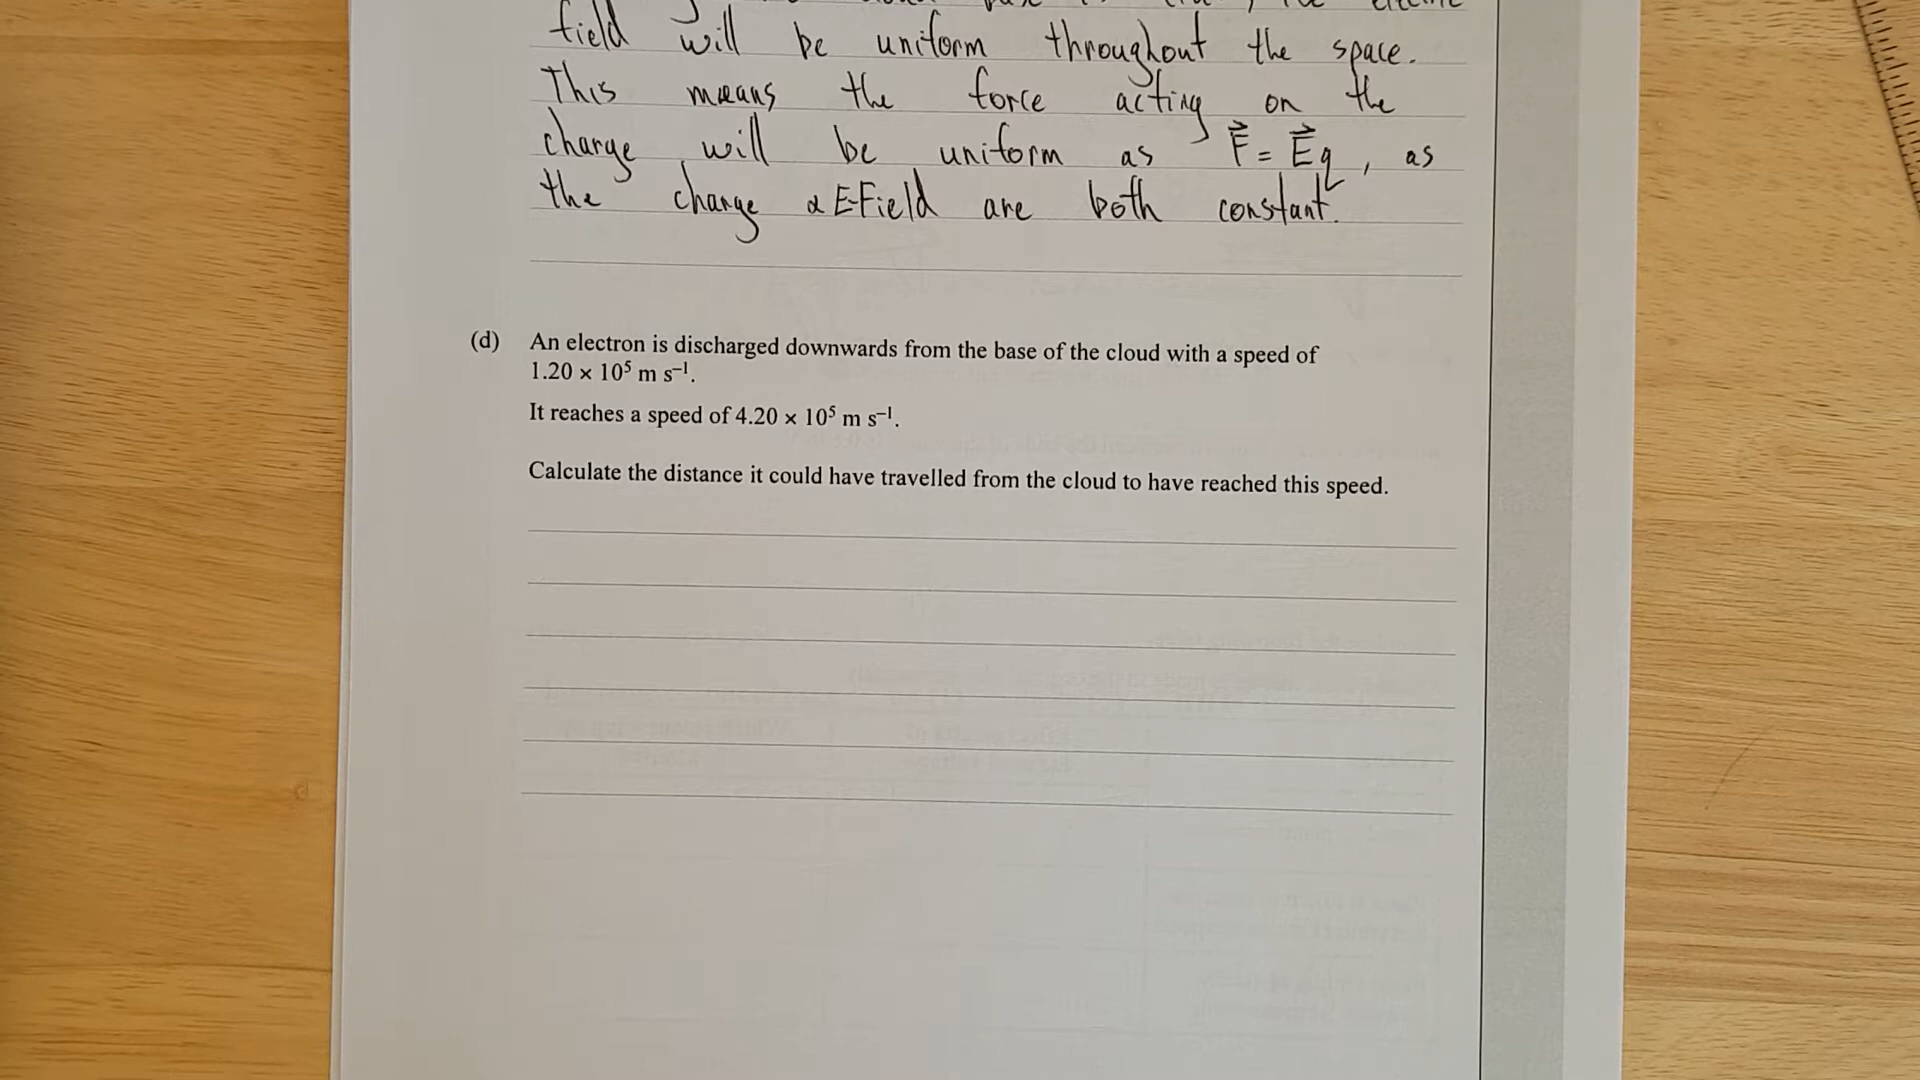 field will be uniform throughout the space.
This means the force acting on the
charge will be uniform as F⃗ = E⃗q, as
the charge & E-Field are both constant.
(d) An electron is discharged downwards from the base of the cloud with a speed of
1.20 × 10⁵ m s⁻¹.
It reaches a speed of 4.20 × 10⁵ m s⁻¹.
Calculate the distance it could have travelled from the cloud to have reached this speed.